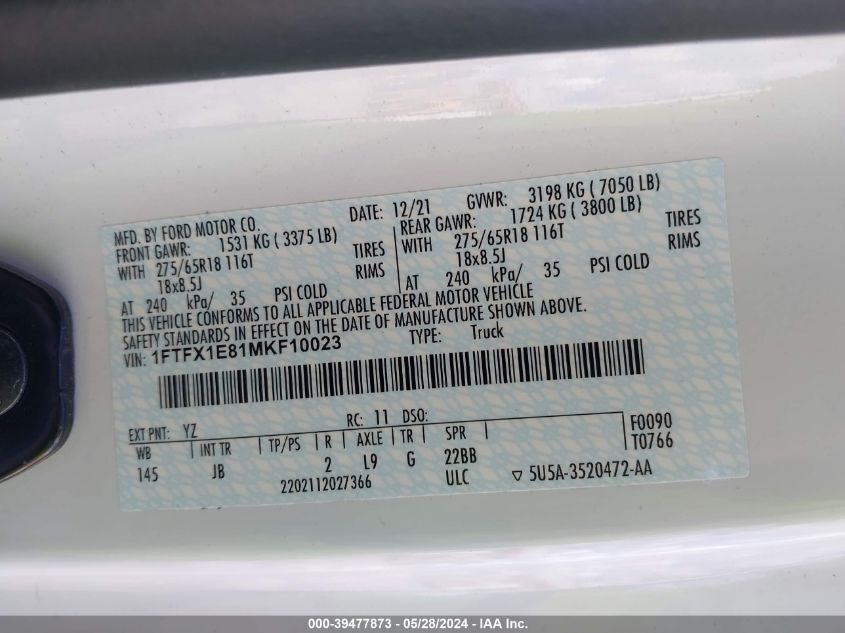 MFD. BY FORD MOTOR CO. DATE: 12/21 GVWR: 3198 KG ( 7050 LB)
FRONT GAWR: 1531 KG ( 3375 LB) REAR GAWR: 1724 KG ( 3800 LB)
WITH 275/65R18 116T TIRES WITH 275/65R18 116T TIRES
18x8.5J RIMS 18x8.5J RIMS
AT 240 kPa/ 35 PSI COLD AT 240 kPa/ 35 PSI COLD
THIS VEHICLE CONFORMS TO ALL APPLICABLE FEDERAL MOTOR VEHICLE
SAFETY STANDARDS IN EFFECT ON THE DATE OF MANUFACTURE SHOWN ABOVE.
VIN: 1FTFX1E81MKF10023 TYPE: Truck
EXT PNT: YZ RC: 11 DSO: F0090
WB INT TR TP/PS R AXLE TR SPR T0766
145 JB 2 L9 G 22BB
2202112027366 ULC ▽ 5U5A-3520472-AA
000-39477873 - 05/28/2024 - IAA Inc.